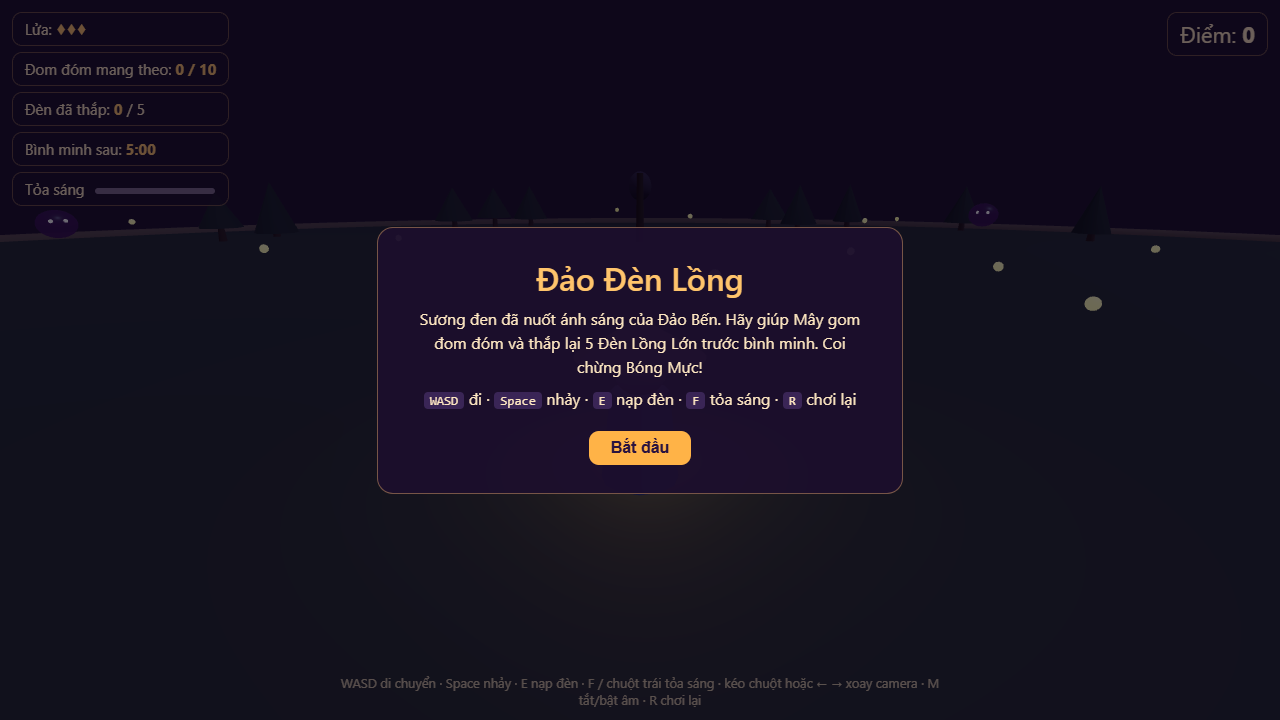 Lửa: ♦♦♦
Đom đóm mang theo: 0 / 10
Đèn đã thắp: 0 / 5
Bình minh sau: 5:00
Tỏa sáng
Điểm: 0
Đảo Đèn Lồng
Sương đen đã nuốt ánh sáng của Đảo Bến. Hãy giúp Mây gom
đom đóm và thắp lại 5 Đèn Lồng Lớn trước bình minh. Coi
chừng Bóng Mực!
WASD đi · Space nhảy · E nạp đèn · F tỏa sáng · R chơi lại
Bắt đầu
WASD di chuyển · Space nhảy · E nạp đèn · F / chuột trái tỏa sáng · kéo chuột hoặc ← → xoay camera · M
tắt/bật âm · R chơi lại